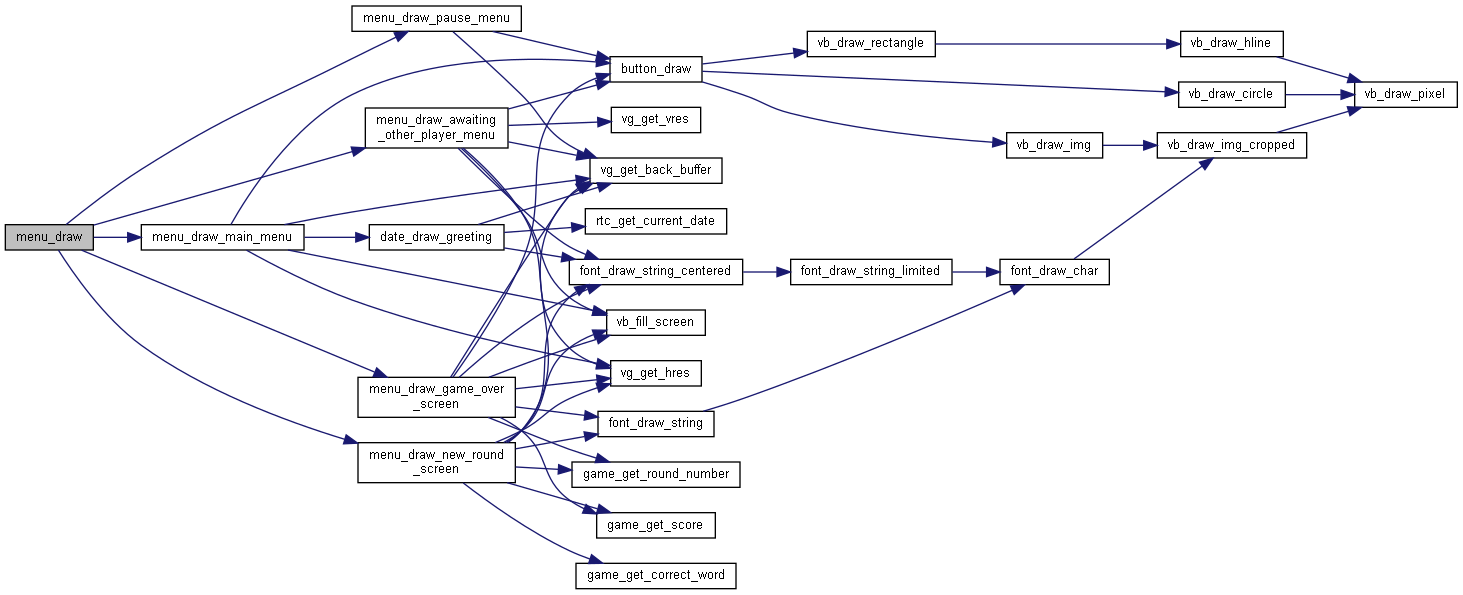 menu_draw_pause_menu
vb_draw_rectangle
vb_draw_hline
button_draw
vb_draw_circle
vb_draw_pixel
menu_draw_awaiting
_other_player_menu
vg_get_vres
vb_draw_img
vb_draw_img_cropped
vg_get_back_buffer
rtc_get_current_date
menu_draw
menu_draw_main_menu
date_draw_greeting
font_draw_string_centered
font_draw_string_limited
font_draw_char
vb_fill_screen
vg_get_hres
menu_draw_game_over
_screen
font_draw_string
menu_draw_new_round
_screen
game_get_round_number
game_get_score
game_get_correct_word